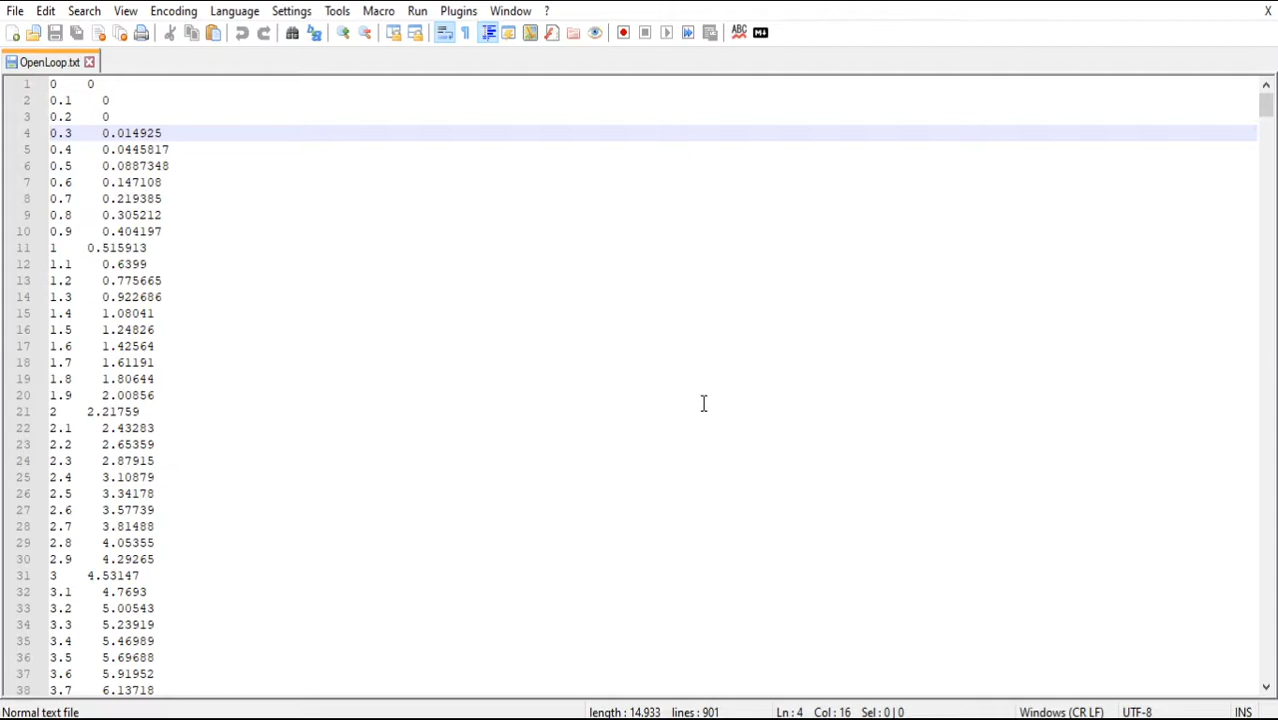 File Edit Search View Encoding Language Settings Tools Macro Run Plugins Window ? X
ABC M
OpenLoop.txt
1 0 0
2 0.1 0
3 0.2 0
4 0.3 0.014925
5 0.4 0.0445817
6 0.5 0.0887348
7 0.6 0.147108
8 0.7 0.219385
9 0.8 0.305212
10 0.9 0.404197
11 1 0.515913
12 1.1 0.6399
13 1.2 0.775665
14 1.3 0.922686
15 1.4 1.08041
16 1.5 1.24826
17 1.6 1.42564
18 1.7 1.61191
19 1.8 1.80644
20 1.9 2.00856
21 2 2.21759
22 2.1 2.43283
23 2.2 2.65359
24 2.3 2.87915
25 2.4 3.10879
26 2.5 3.34178
27 2.6 3.57739
28 2.7 3.81488
29 2.8 4.05355
30 2.9 4.29265
31 3 4.53147
32 3.1 4.7693
33 3.2 5.00543
34 3.3 5.23919
35 3.4 5.46989
36 3.5 5.69688
37 3.6 5.91952
38 3.7 6.13718
Normal text file length : 14.933 lines : 901 Ln : 4 Col : 16 Sel : 0 | 0 Windows (CR LF) UTF-8 INS